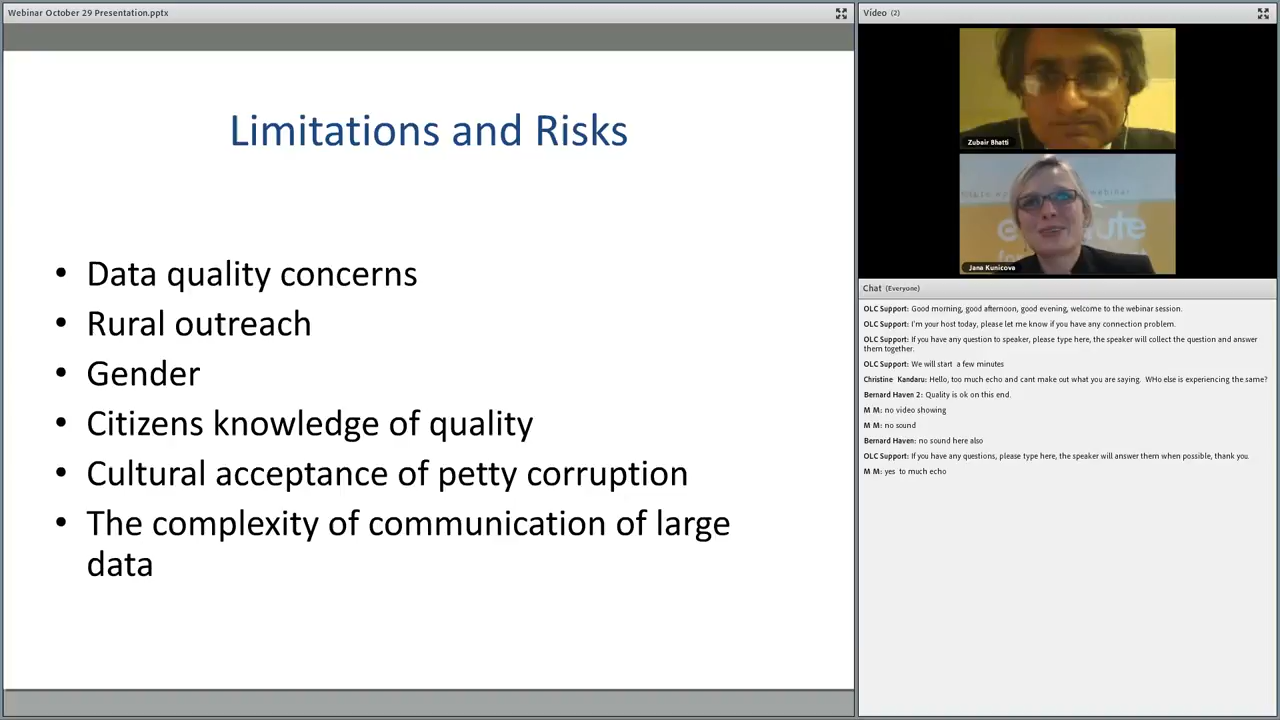 Webinar October 29 Presentation.pptx
Limitations and Risks
• Data quality concerns
• Rural outreach
• Gender
• Citizens knowledge of quality
• Cultural acceptance of petty corruption
• The complexity of communication of large
data
Video (2)
Zubair Bhatti
webinar
Jana Kunicova
Chat (Everyone)
OLC Support: Good morning, good afternoon, good evening, welcome to the webinar session.
OLC Support: I'm your host today, please let me know if you have any connection problem.
OLC Support: If you have any question to speaker, please type here, the speaker will collect the question and answer
them together.
OLC Support: We will start a few minutes
Christine Kandaru: Hello, too much echo and cant make out what you are saying. WHo else is experiencing the same?
Bernard Haven 2: Quality is ok on this end.
M M: no video showing
M M: no sound
Bernard Haven: no sound here also
OLC Support: If you have any questions, please type here, the speaker will answer them when possible, thank you.
M M: yes to much echo